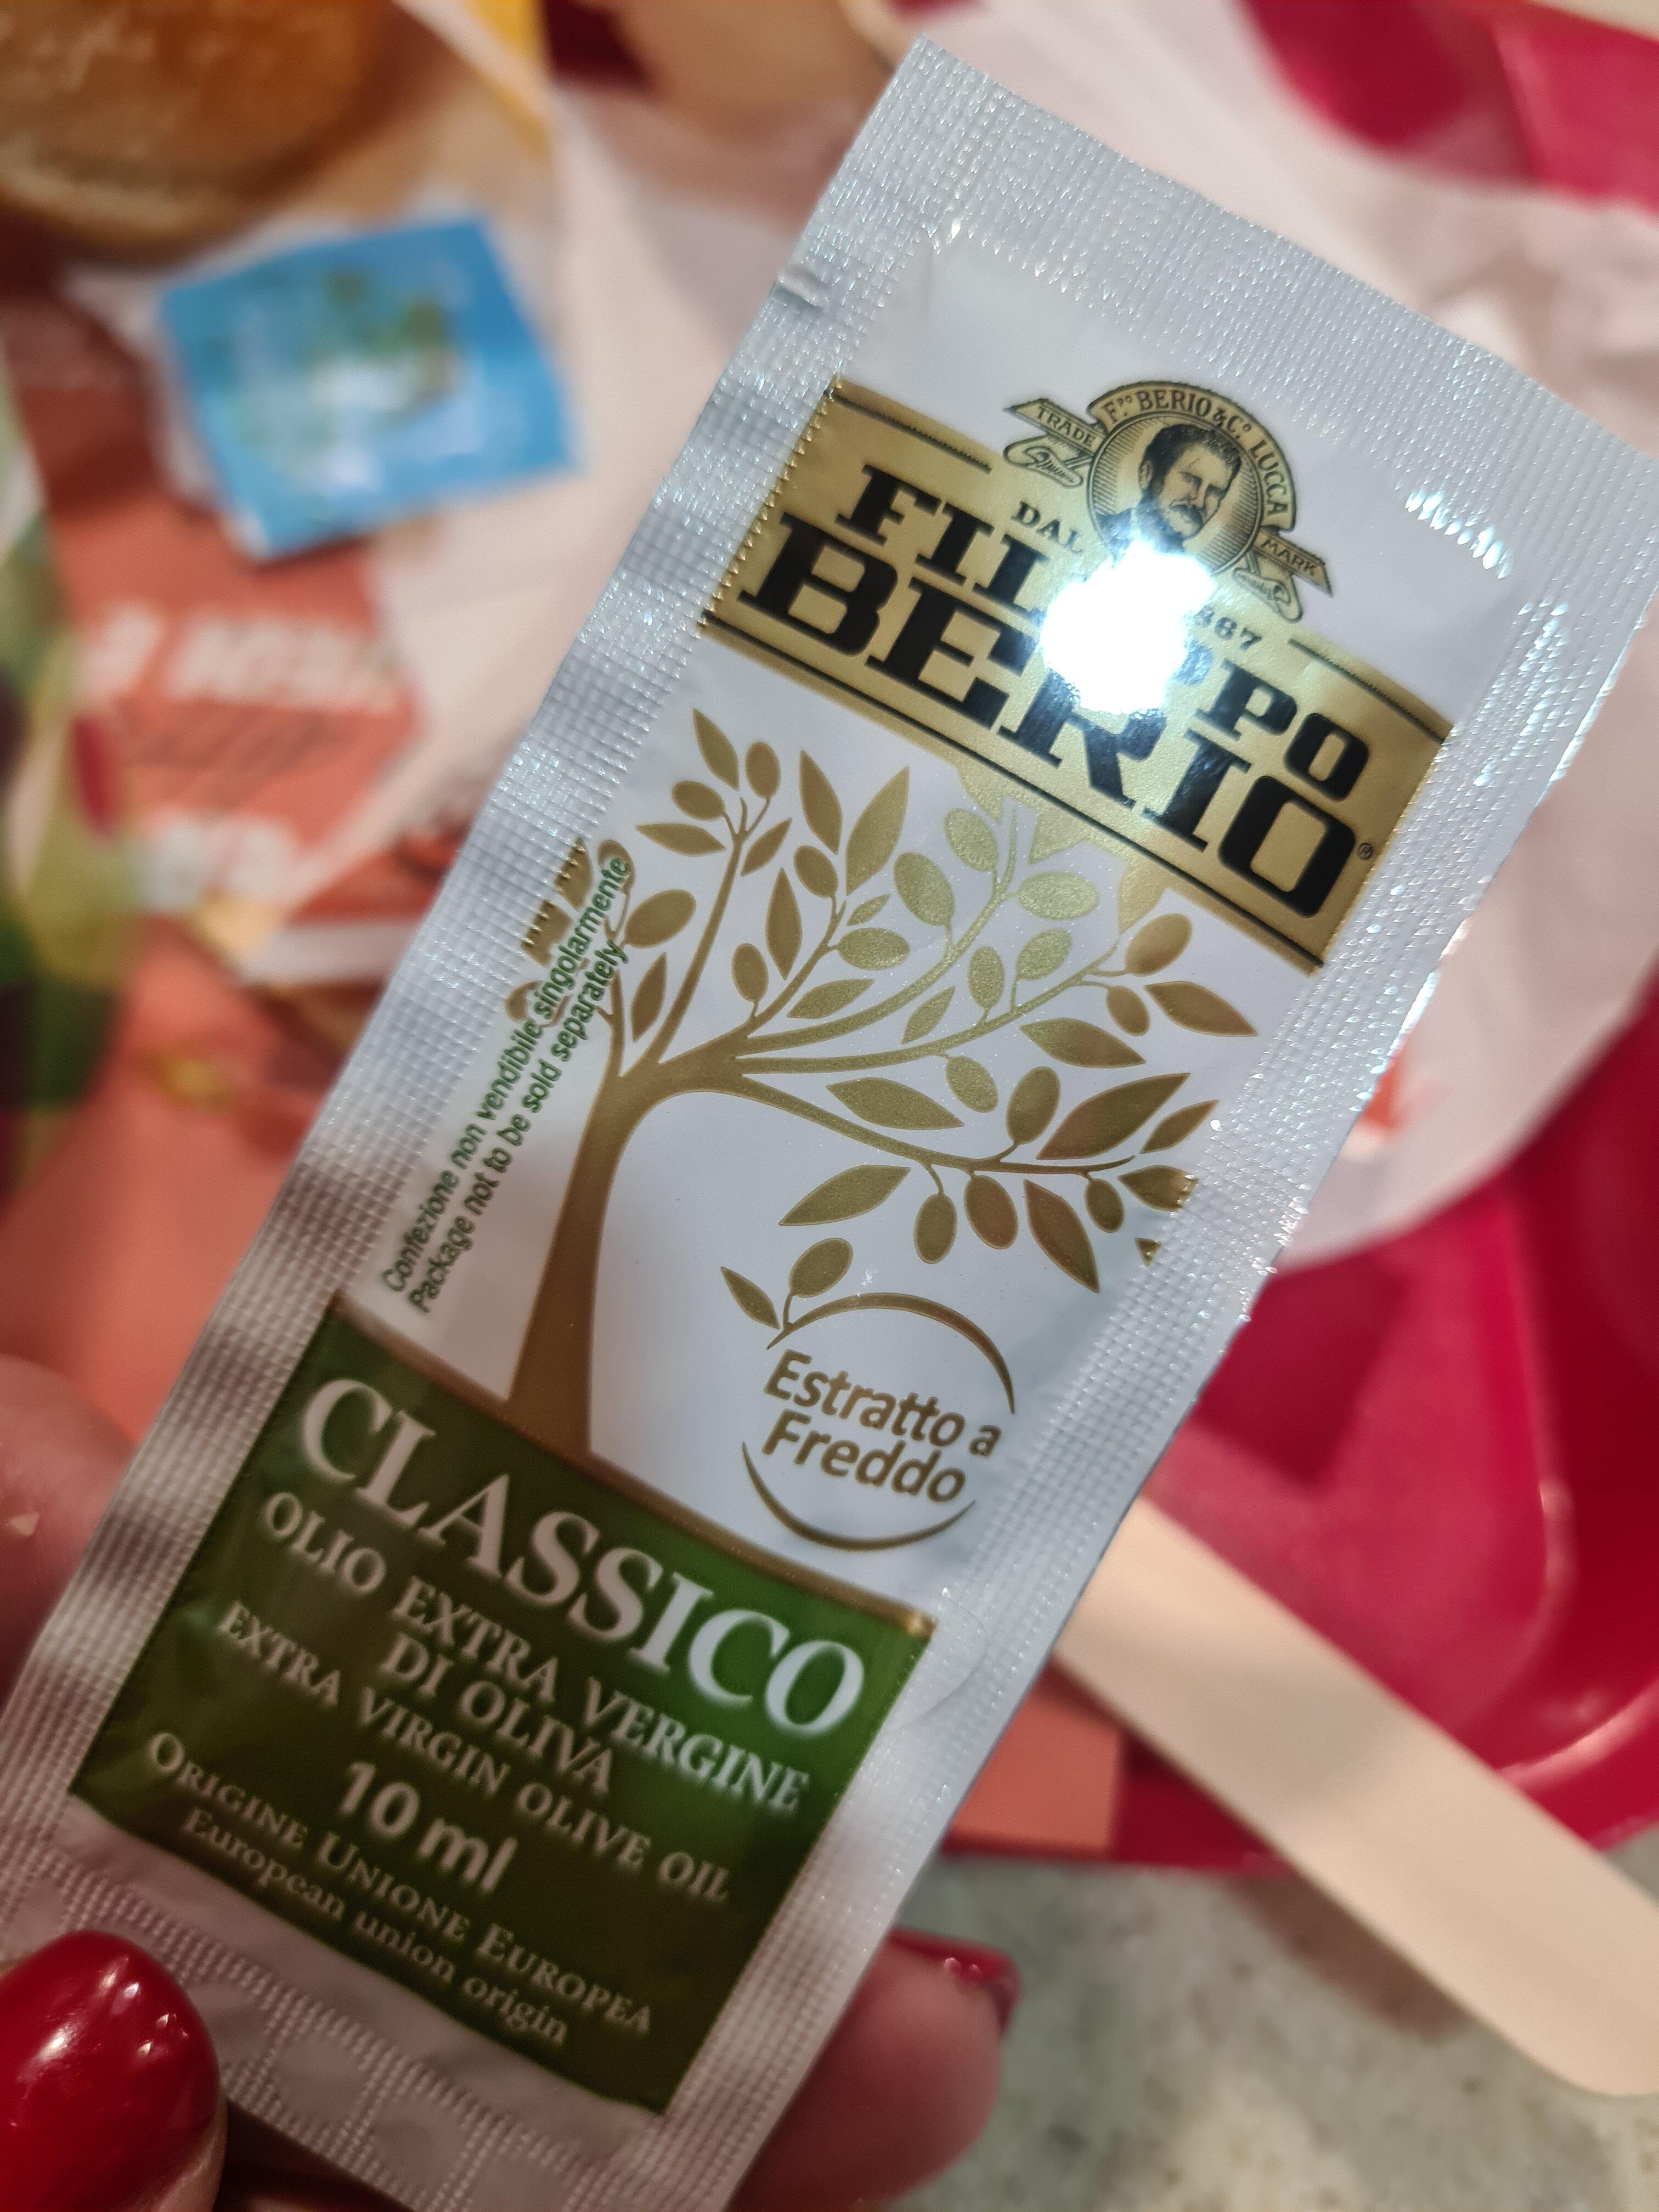 TRADE
F.PO BERIO & C.O LUCCA
MARK
DAL
BERIO®
Confezione non vendibile singolarmente
Package not to be sold separately
Estratto a
Freddo
CLASSICO
OLIO EXTRA VERGINE
DI OLIVA
EXTRA VIRGIN OLIVE OIL
10 ml
ORIGINE UNIONE EUROPEA
European union origin